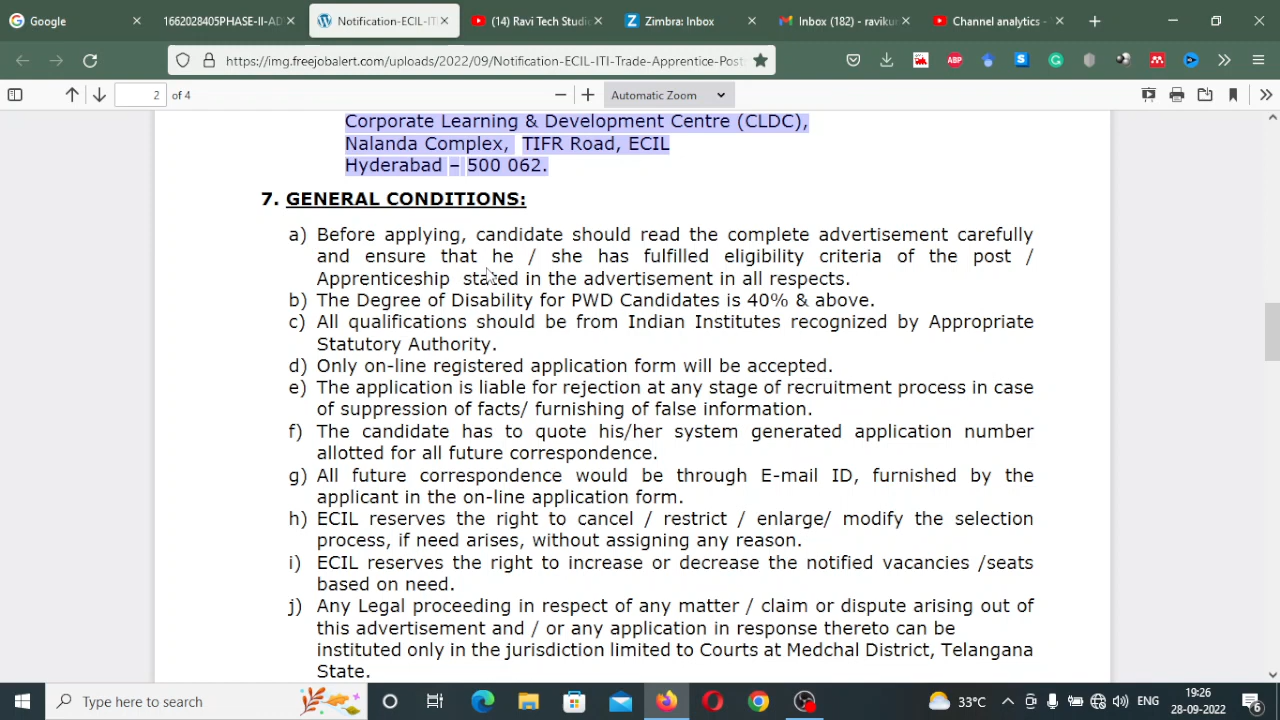 Google
1662028405PHASE-II-AD
Notification-ECIL-ITI-
(14) Ravi Tech Studi
Zimbra: Inbox
Inbox (182) - raviku
Channel analytics -
https://img.freejobalert.com/uploads/2022/09/Notification-ECIL-ITI-Trade-Apprentice-Post
ABP
2 of 4
Automatic Zoom
Corporate Learning & Development Centre (CLDC),
Nalanda Complex, TIFR Road, ECIL
Hyderabad – 500 062.
7. GENERAL CONDITIONS:
a) Before applying, candidate should read the complete advertisement carefully
and ensure that he / she has fulfilled eligibility criteria of the post /
Apprenticeship stated in the advertisement in all respects.
b) The Degree of Disability for PWD Candidates is 40% & above.
c) All qualifications should be from Indian Institutes recognized by Appropriate
Statutory Authority.
d) Only on-line registered application form will be accepted.
e) The application is liable for rejection at any stage of recruitment process in case
of suppression of facts/ furnishing of false information.
f) The candidate has to quote his/her system generated application number
allotted for all future correspondence.
g) All future correspondence would be through E-mail ID, furnished by the
applicant in the on-line application form.
h) ECIL reserves the right to cancel / restrict / enlarge/ modify the selection
process, if need arises, without assigning any reason.
i) ECIL reserves the right to increase or decrease the notified vacancies /seats
based on need.
j) Any Legal proceeding in respect of any matter / claim or dispute arising out of
this advertisement and / or any application in response thereto can be
instituted only in the jurisdiction limited to Courts at Medchal District, Telangana
State.
Type here to search
33°C
ENG
19:26
28-09-2022
6